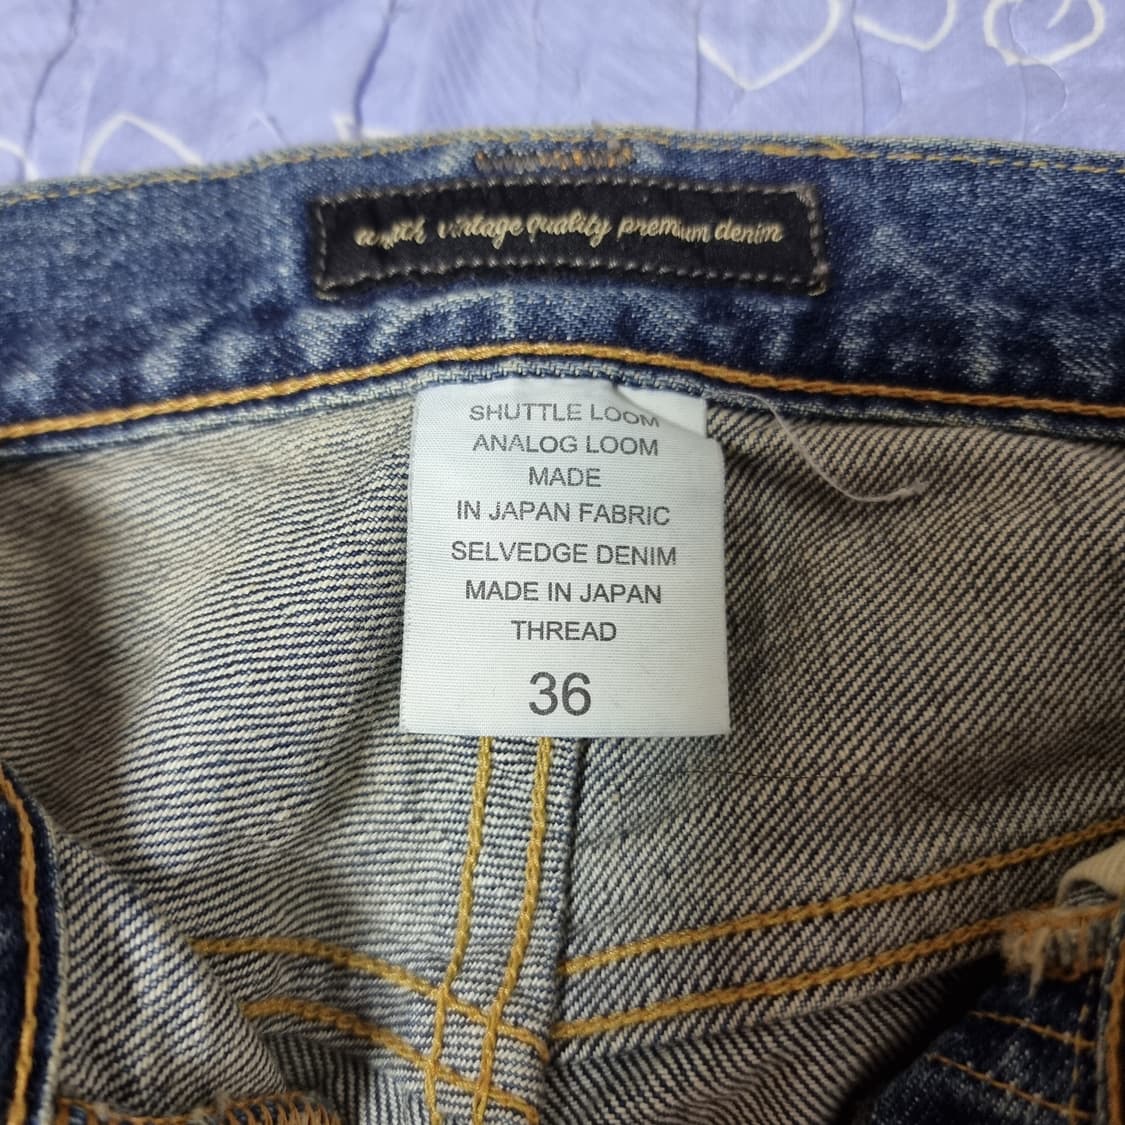 vintage quality premium denim
SHUTTLE LOOM
ANALOG LOOM
MADE
IN JAPAN FABRIC
SELVEDGE DENIM
MADE IN JAPAN
THREAD
36